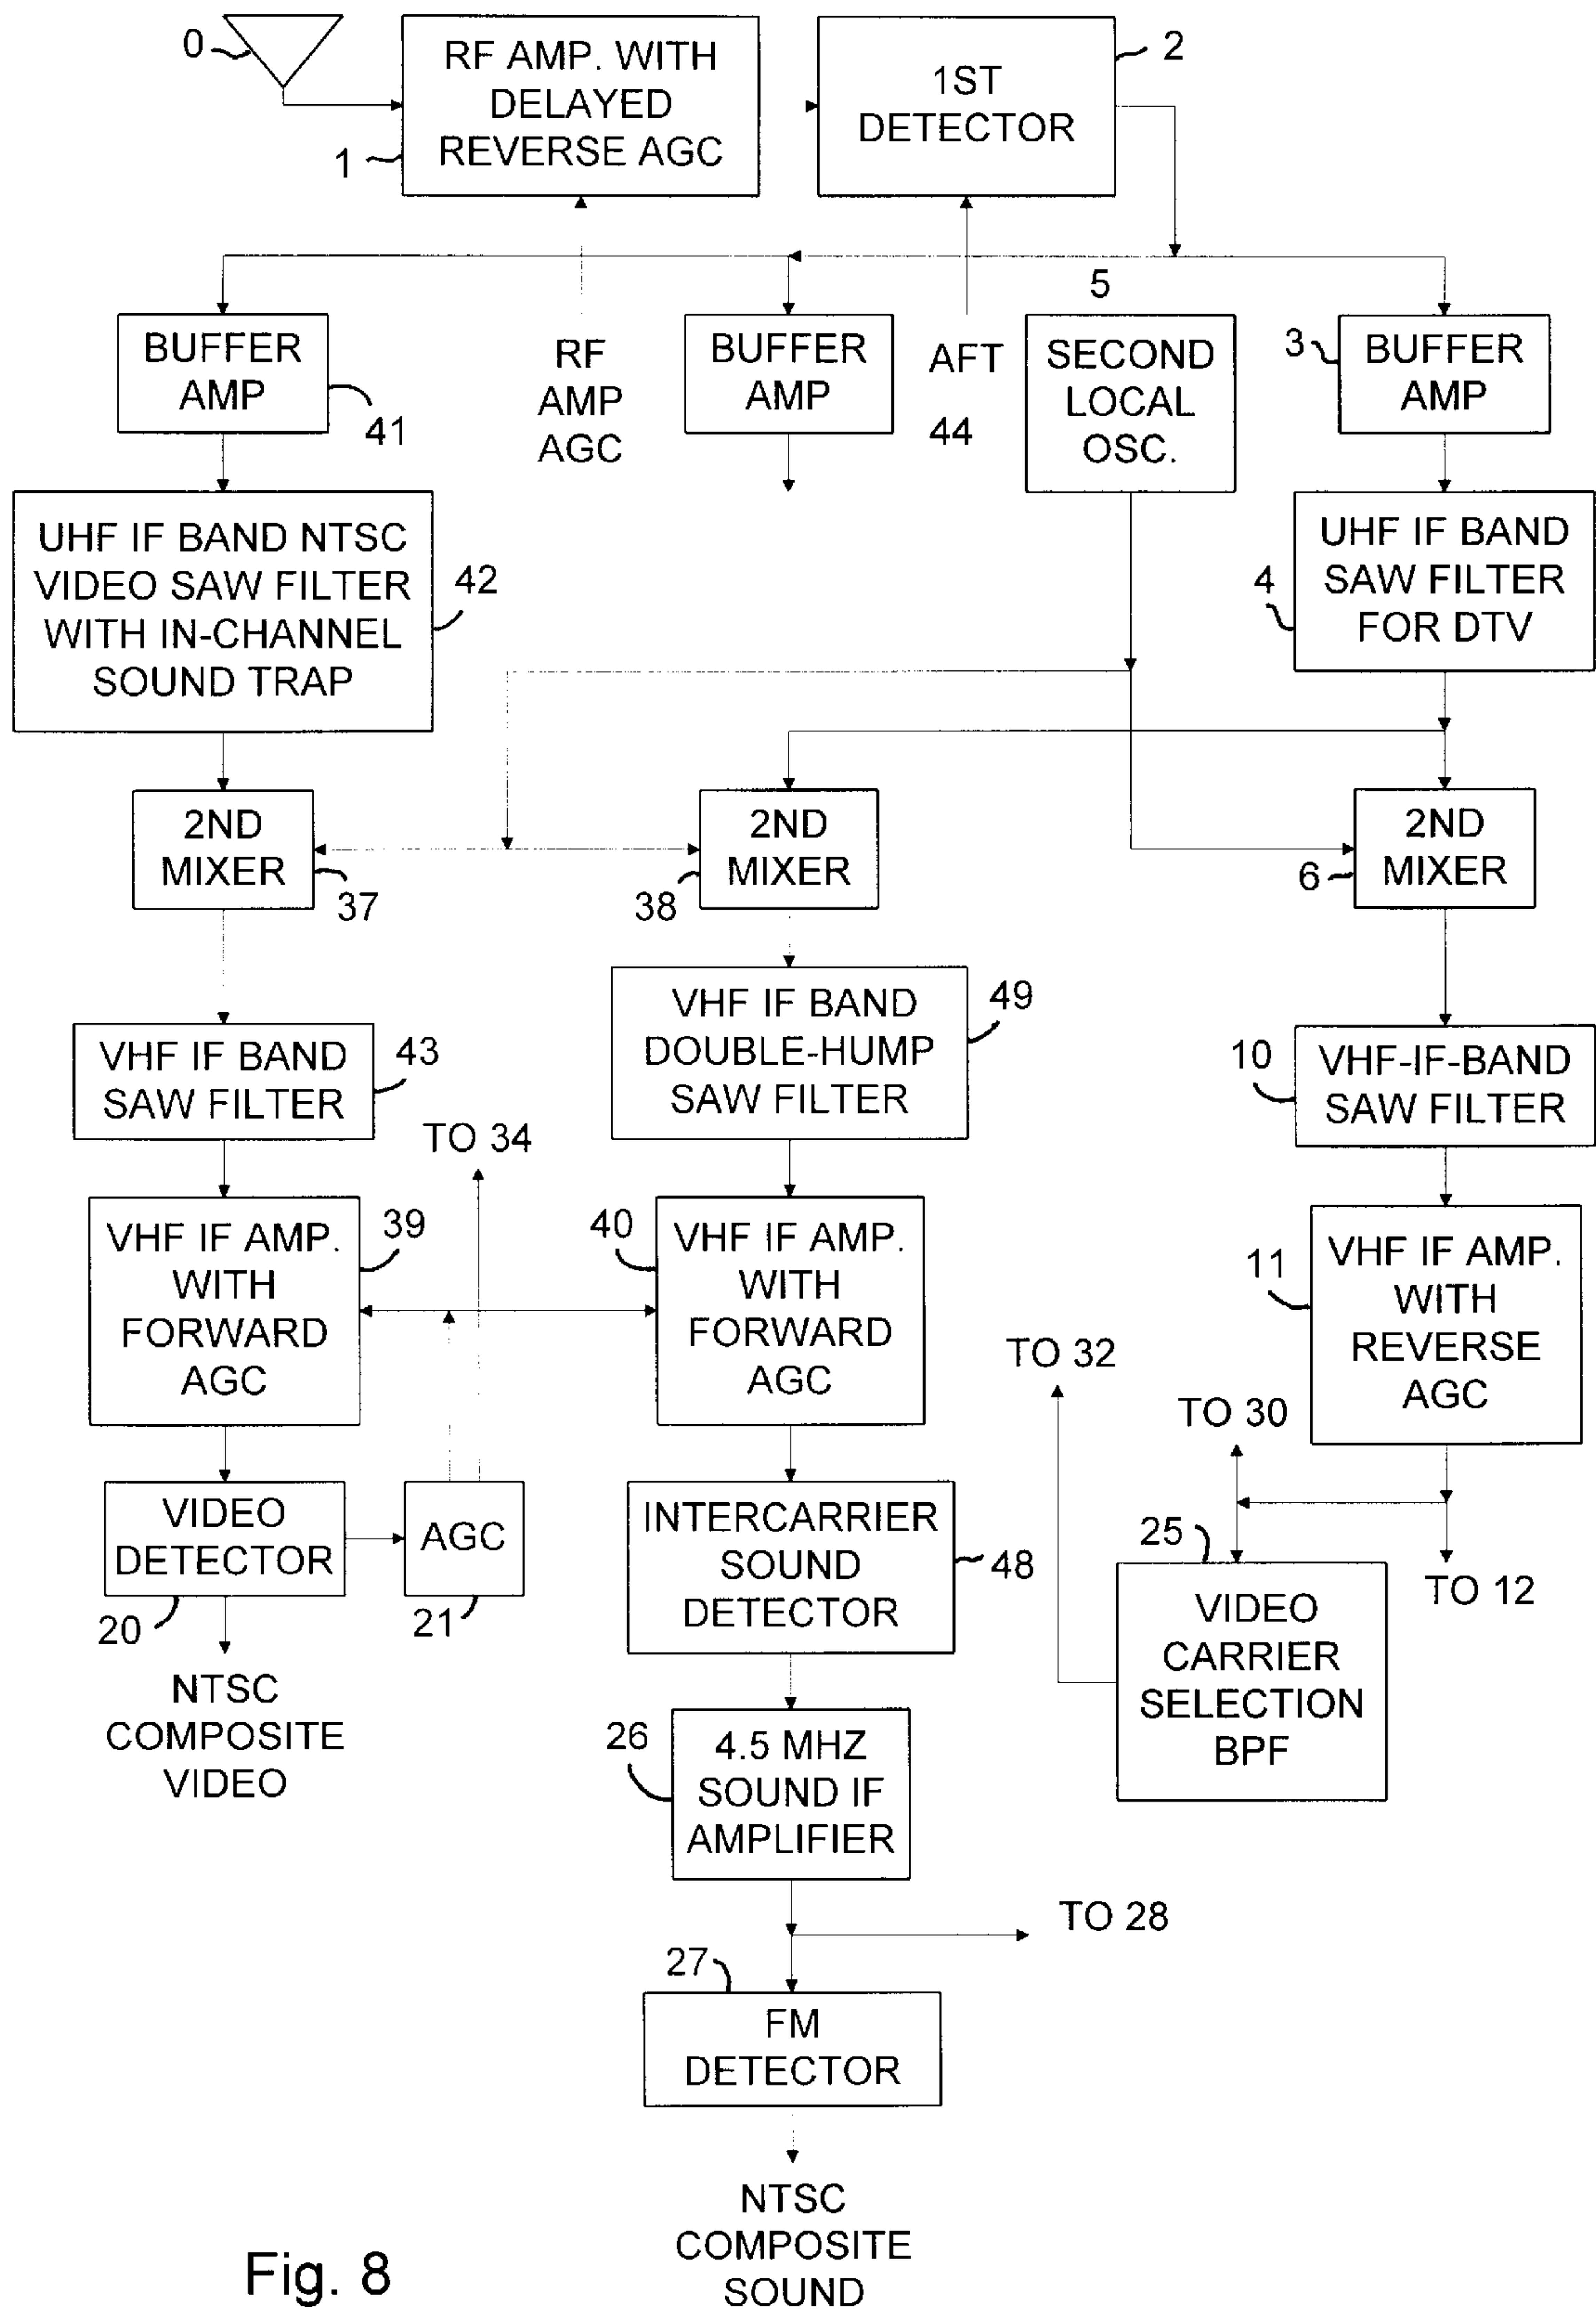 0
RF AMP. WITH
DELAYED
REVERSE AGC
1
1ST
DETECTOR
2
BUFFER
AMP
41
RF
AMP
AGC
BUFFER
AMP
AFT
44
5
SECOND
LOCAL
OSC.
3
BUFFER
AMP
UHF IF BAND NTSC
VIDEO SAW FILTER
WITH IN-CHANNEL
SOUND TRAP
42
4
UHF IF BAND
SAW FILTER
FOR DTV
2ND
MIXER
37
2ND
MIXER
38
2ND
MIXER
6
VHF IF BAND
SAW FILTER
43
VHF IF BAND
DOUBLE-HUMP
SAW FILTER
49
10
VHF-IF-BAND
SAW FILTER
TO 34
VHF IF AMP.
WITH
FORWARD
AGC
39
40
VHF IF AMP.
WITH
FORWARD
AGC
11
VHF IF AMP.
WITH
REVERSE
AGC
TO 32
TO 30
VIDEO
DETECTOR
20
AGC
21
INTERCARRIER
SOUND
DETECTOR
48
25
VIDEO
CARRIER
SELECTION
BPF
TO 12
NTSC
COMPOSITE
VIDEO
26
4.5 MHZ
SOUND IF
AMPLIFIER
TO 28
27
FM
DETECTOR
NTSC
COMPOSITE
SOUND
Fig. 8